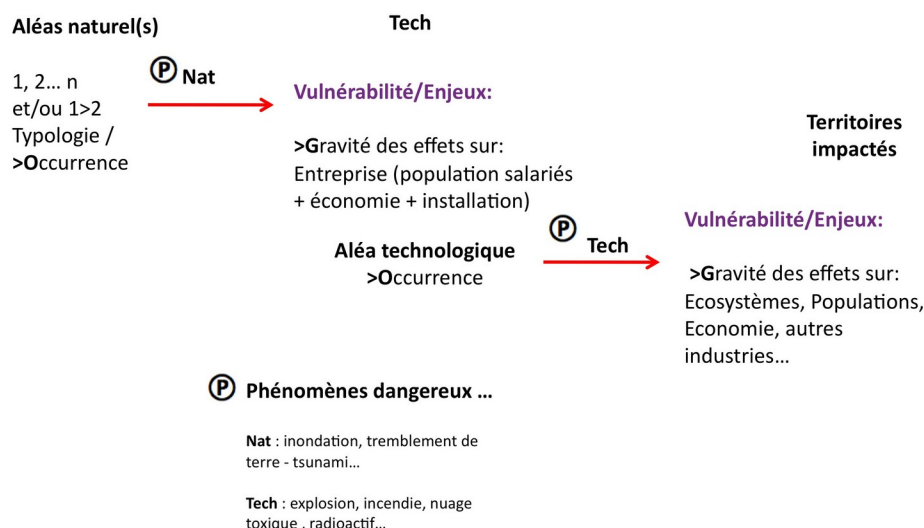 Aléas naturel(s)
1, 2... n
et/ou 1>2
Typologie /
>Occurrence
Ⓟ Nat
Tech
Vulnérabilité/Enjeux:
>Gravité des effets sur:
Entreprise (population salariés
+ économie + installation)
Aléa technologique
>Occurrence
Ⓟ Tech
Territoires
impactés
Vulnérabilité/Enjeux:
>Gravité des effets sur:
Ecosystèmes, Populations,
Economie, autres
industries...
Ⓟ Phénomènes dangereux ...
Nat : inondation, tremblement de
terre - tsunami...
Tech : explosion, incendie, nuage
toxique , radioactif...